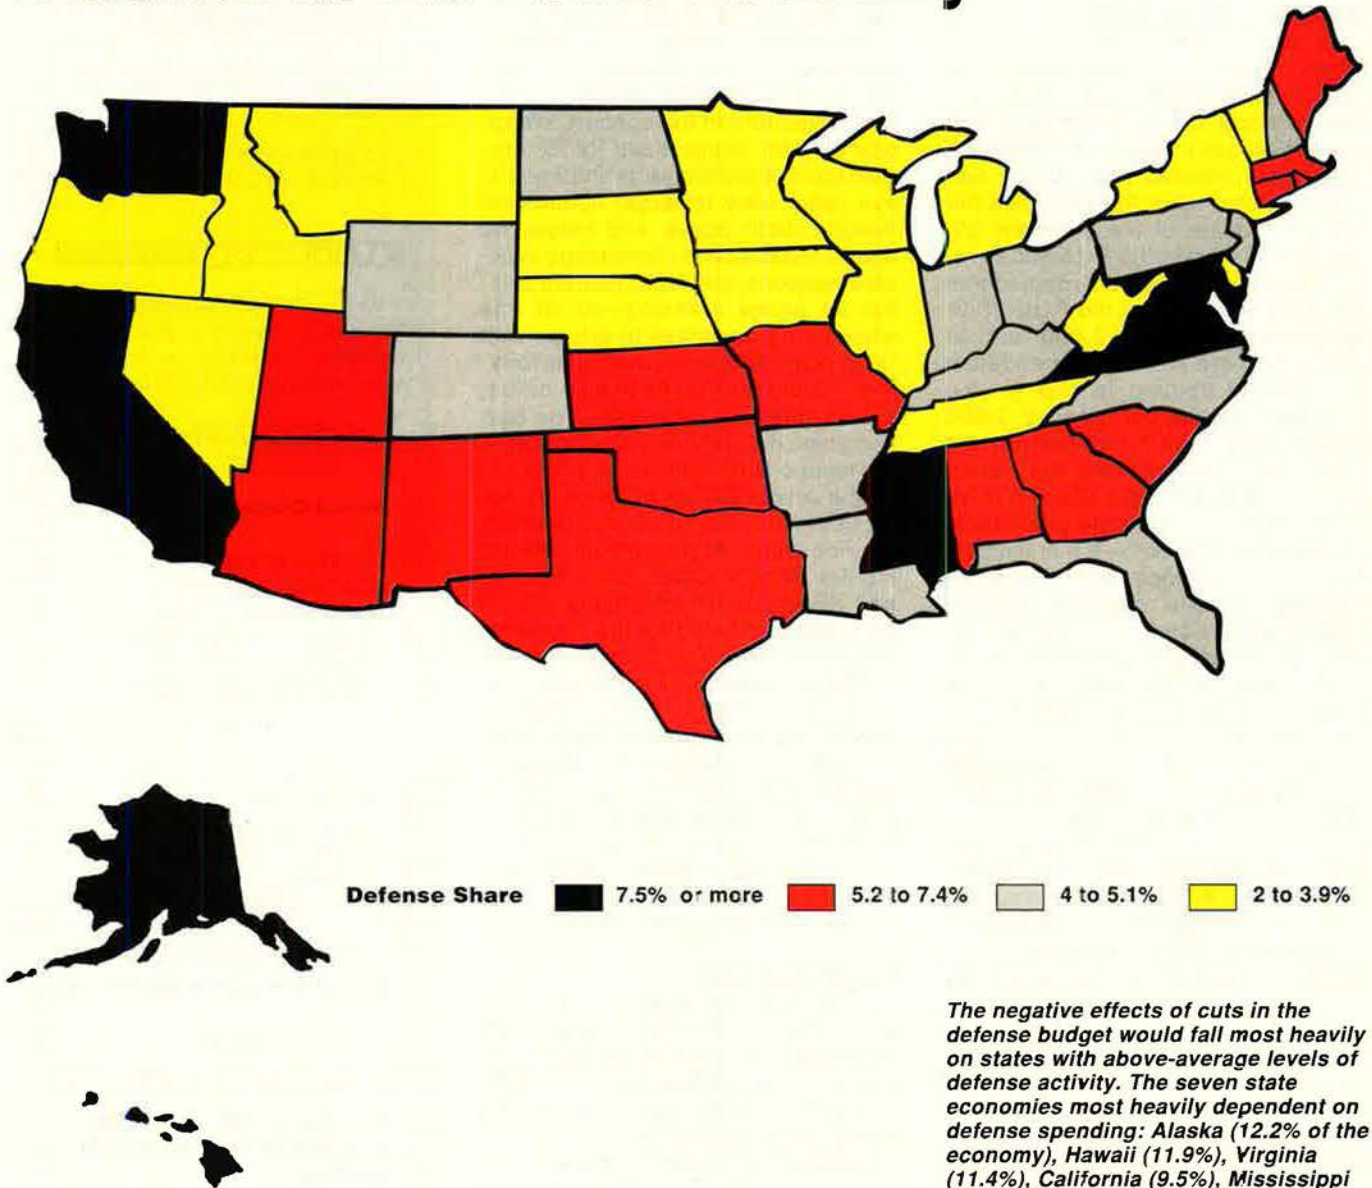 Defense Share 7.5% or more 5.2 to 7.4% 4 to 5.1% 2 to 3.9%
The negative effects of cuts in the
defense budget would fall most heavily
on states with above-average levels of
defense activity. The seven state
economies most heavily dependent on
defense spending: Alaska (12.2% of the
economy), Hawaii (11.9%), Virginia
(11.4%), California (9.5%), Mississippi